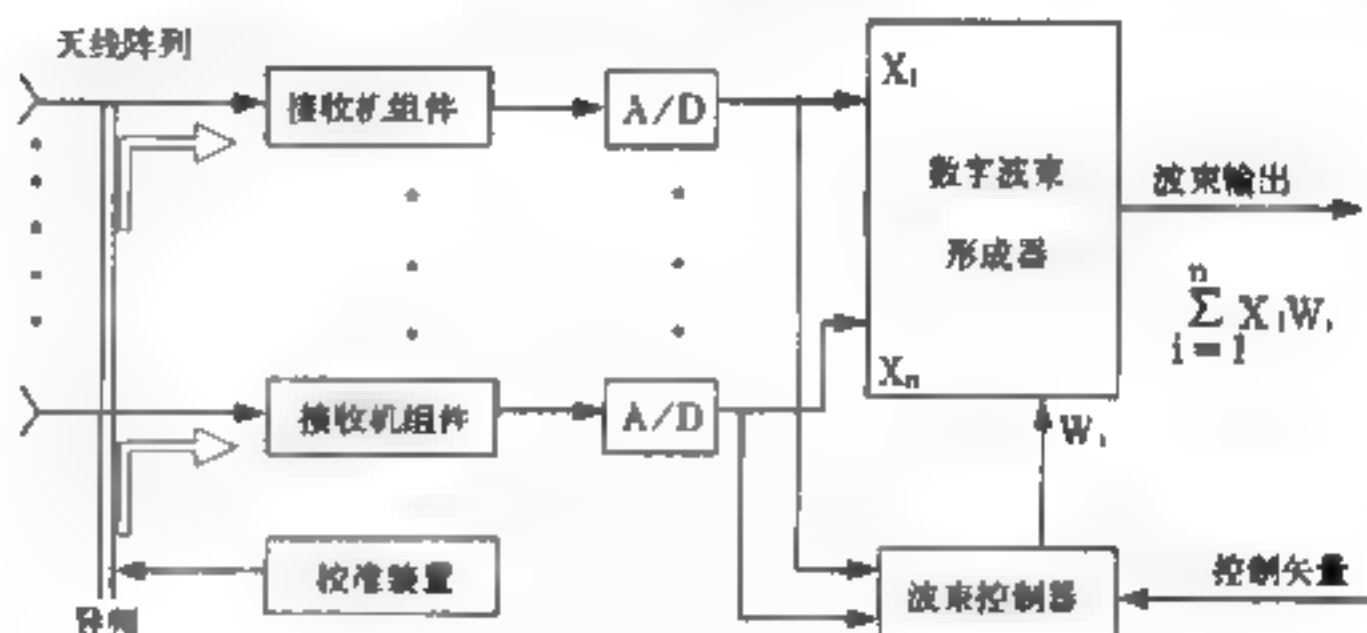 天线阵列
接收机组件
A/D
X₁
数字波束
形成器
波束输出
n
∑ XᵢWᵢ
i = 1
接收机组件
A/D
Xₙ
Wᵢ
校准装置
波束控制器
控制矢量